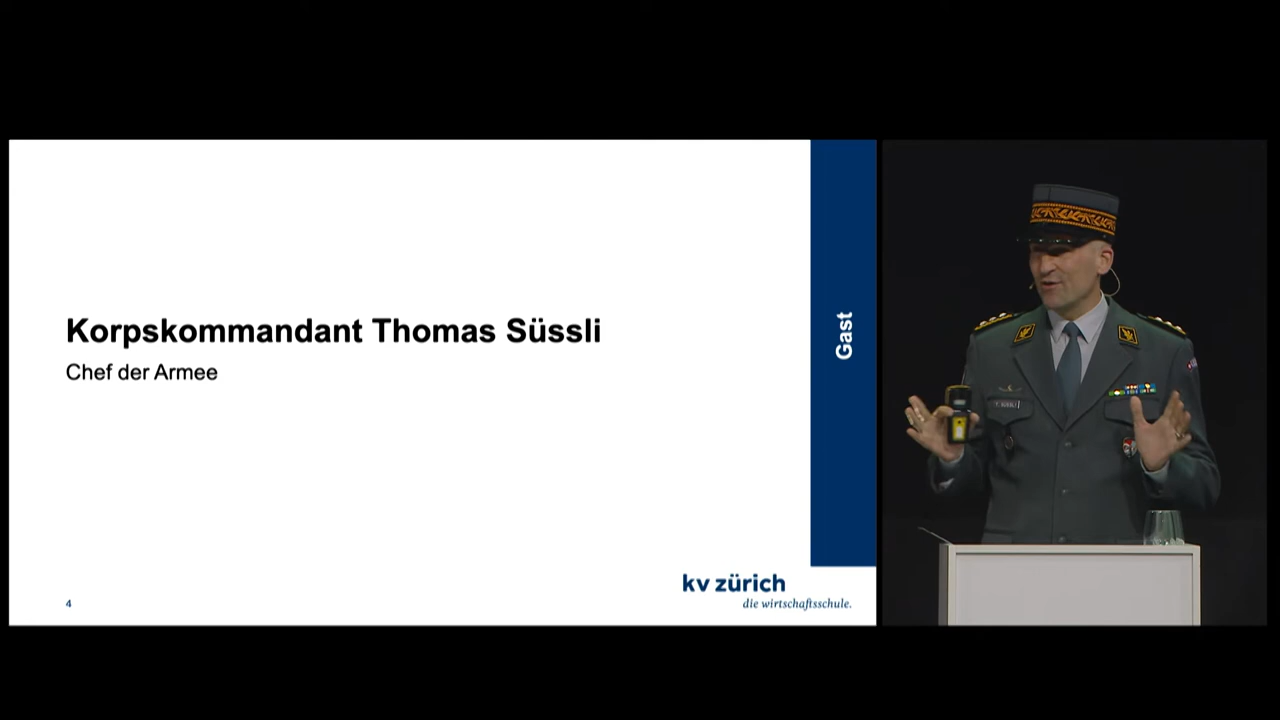 Korpskommandant Thomas Süssli
Chef der Armee
Gast
kv zürich
die wirtschaftsschule.
4